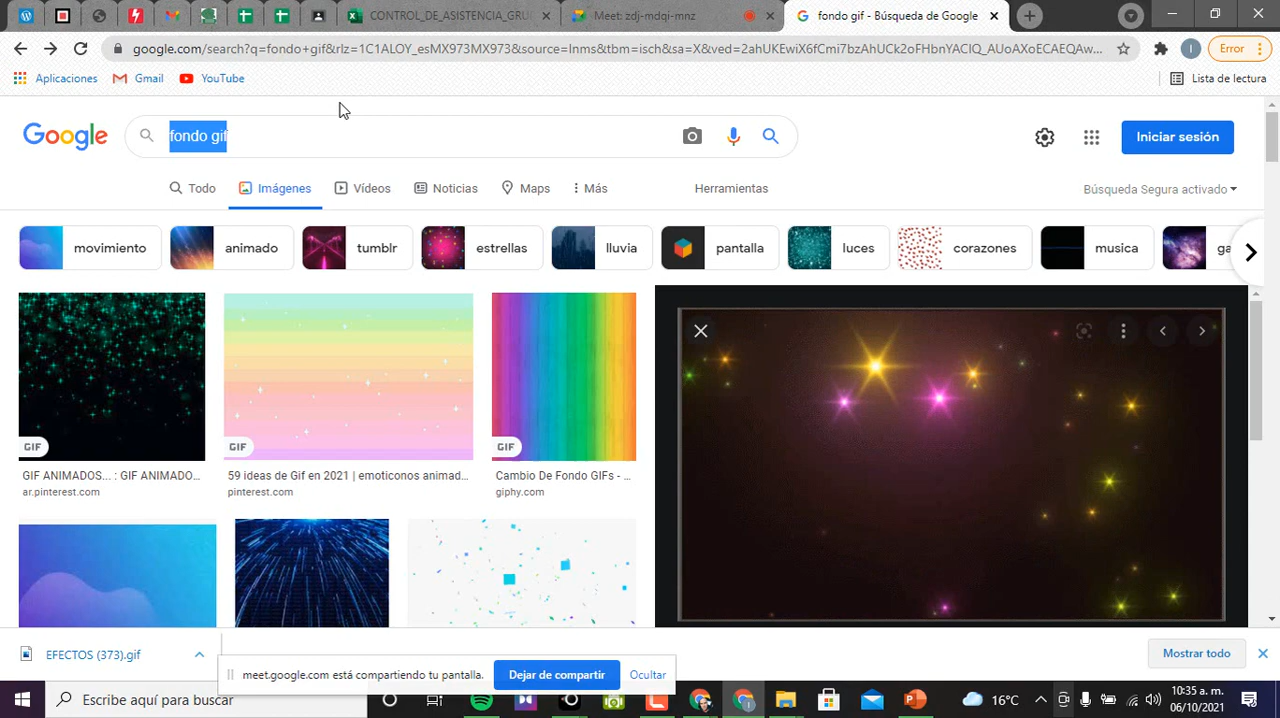 CONTROL_DE_ASISTENCIA_GRU
Meet: zdj-mdqi-mnz
fondo gif - Búsqueda de Google
google.com/search?q=fondo+gif&rlz=1C1ALOY_esMX973MX973&source=lnms&tbm=isch&sa=X&ved=2ahUKEwiX6fCmi7bzAhUCk2oFHbnYACIQ_AUoAXoECAEQAw...
I
Error
Aplicaciones
Gmail
YouTube
Lista de lectura
Google
fondo gif
Iniciar sesión
Todo
Imágenes
Vídeos
Noticias
Maps
Más
Herramientas
Búsqueda Segura activado
movimiento
animado
tumblr
estrellas
lluvia
pantalla
luces
corazones
musica
ga
GIF
GIF
GIF
GIF ANIMADOS... : GIF ANIMADO...
59 ideas de Gif en 2021 | emoticonos animad...
Cambio De Fondo GIFs - ...
ar.pinterest.com
pinterest.com
giphy.com
EFECTOS (373).gif
Mostrar todo
meet.google.com está compartiendo tu pantalla.
Dejar de compartir
Ocultar
Escribe aquí para buscar
16°C
10:35 a. m.
06/10/2021